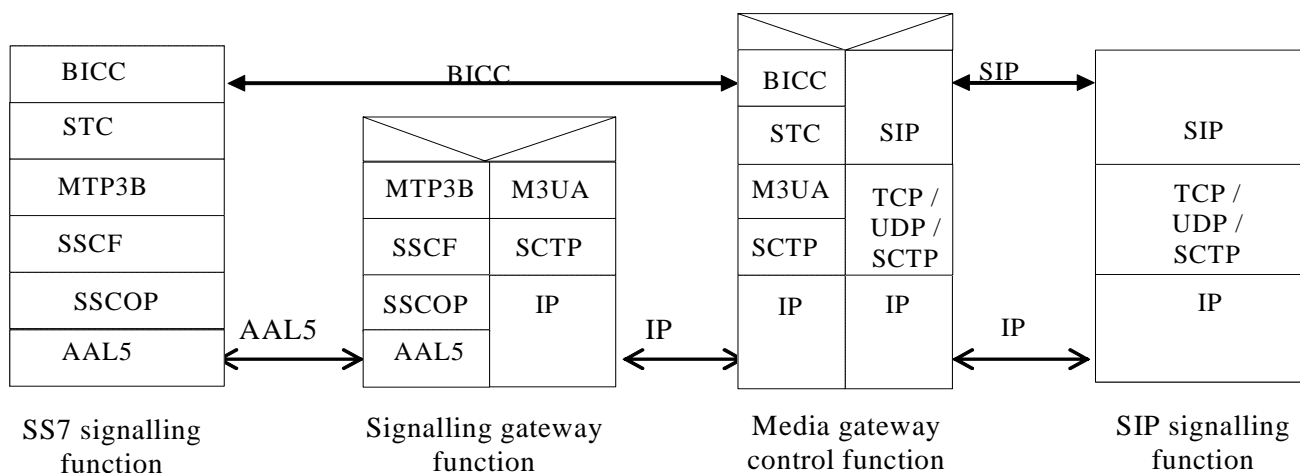 BICC
STC
MTP3B
SSCF
SSCOP
AAL5
SS7 signalling
function
BICC
AAL5
MTP3B
SSCF
SSCOP
AAL5
M3UA
SCTP
IP
Signalling gateway
function
IP
BICC
STC
M3UA
SCTP
IP
SIP
TCP /
UDP /
SCTP
IP
Media gateway
control function
SIP
IP
SIP
TCP /
UDP /
SCTP
IP
SIP signalling
function